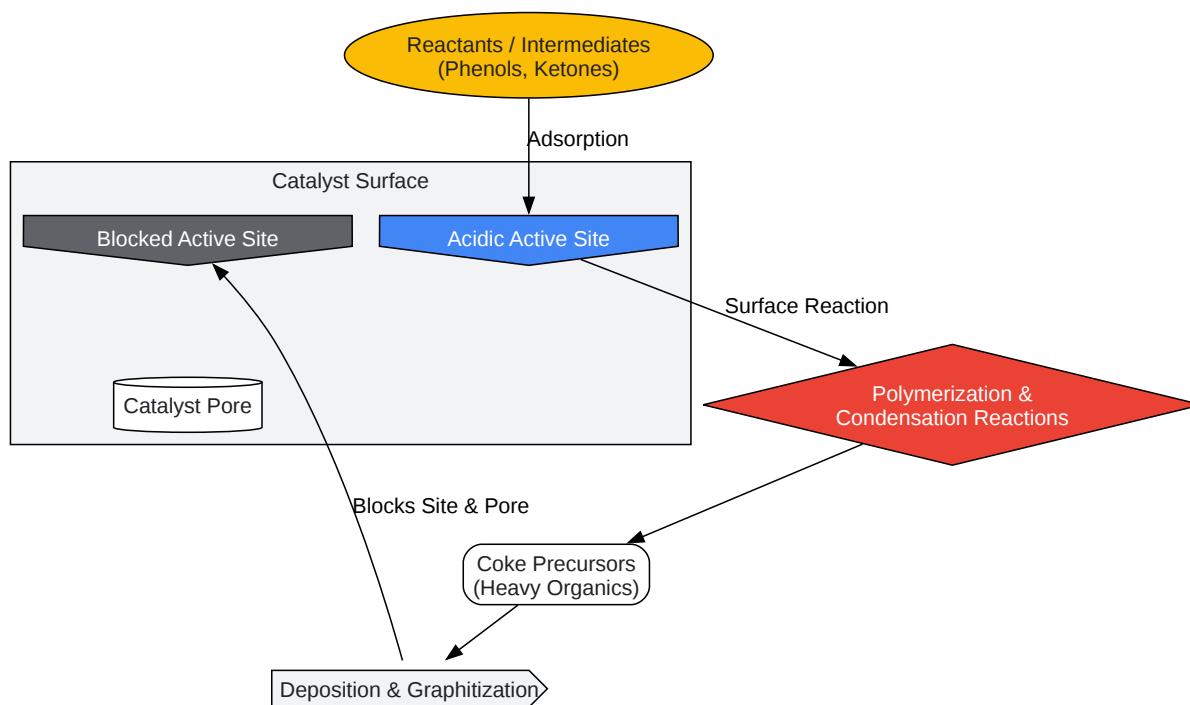 Reactants / Intermediates
(Phenols, Ketones)
Adsorption
Catalyst Surface
Blocked Active Site
Acidic Active Site
Surface Reaction
Polymerization &
Condensation Reactions
Catalyst Pore
Blocks Site & Pore
Coke Precursors
(Heavy Organics)
Deposition & Graphitization